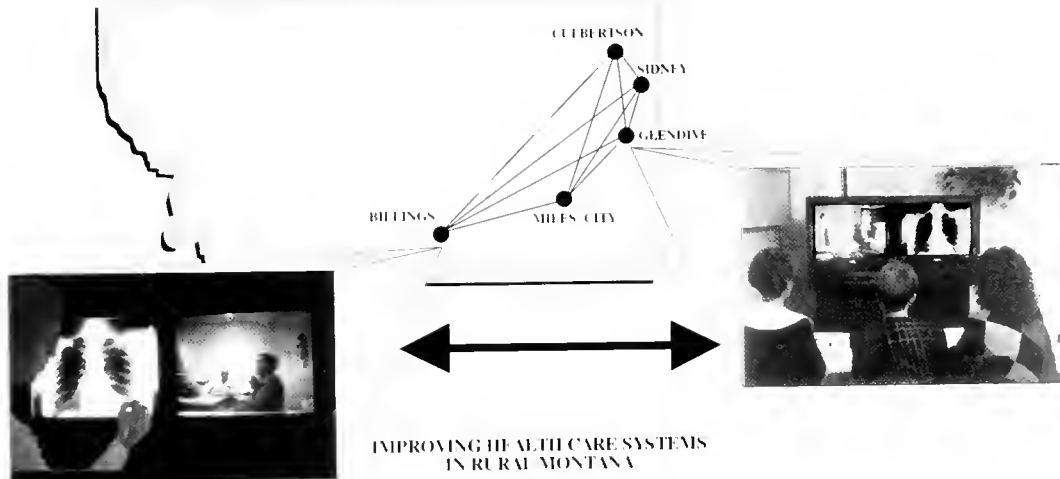 CULBERTSON
SIDNEY
GLENDIVE
BILLINGS
MILES CITY
IMPROVING HEALTH CARE SYSTEMS
IN RURAL MONTANA